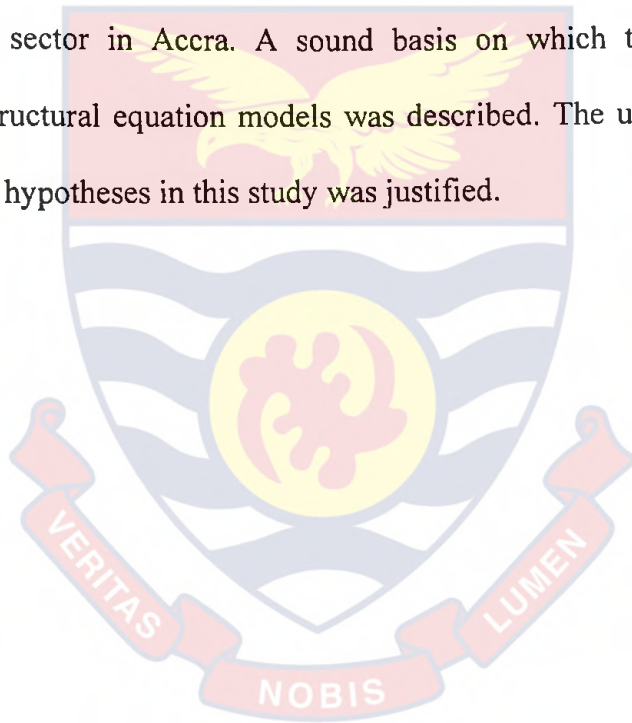 sector in Accra. A sound basis on which t
ructural equation models was described. The u
hypotheses in this study was justified.
VERITAS
NOBIS
LUMEN